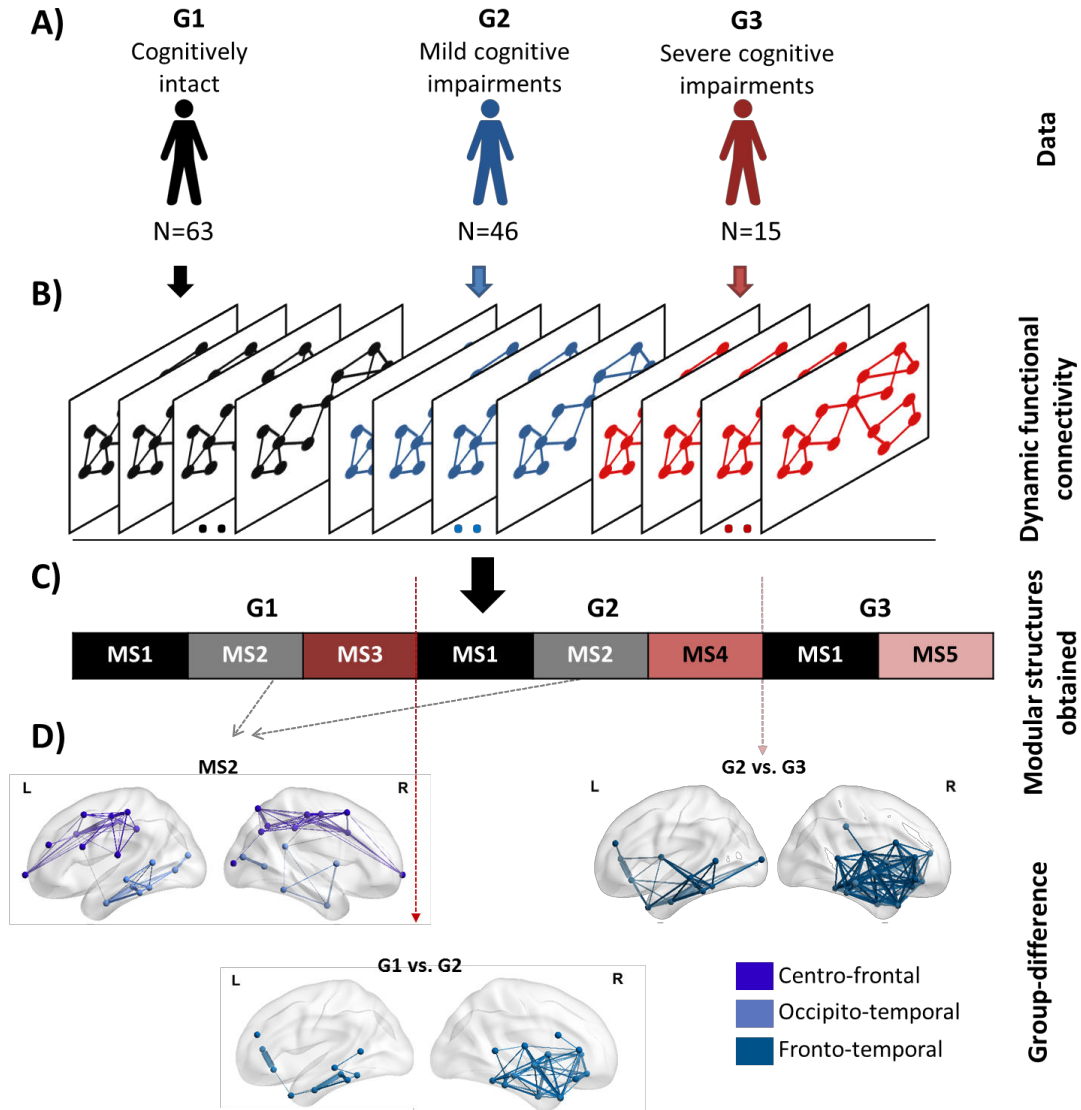 A)
G1
G2
G3
Cognitively
intact
Mild cognitive
impairments
Severe cognitive
impairments
N=63
N=46
N=15
Data
B)
Dynamic functional
connectivity
C)
G1
G2
G3
MS1
MS2
MS3
MS1
MS2
MS4
MS1
MS5
Modular structures
obtained
D)
MS2
L
R
G2 vs. G3
L
R
G1 vs. G2
L
R
Centro-frontal
Occipito-temporal
Fronto-temporal
Group-difference